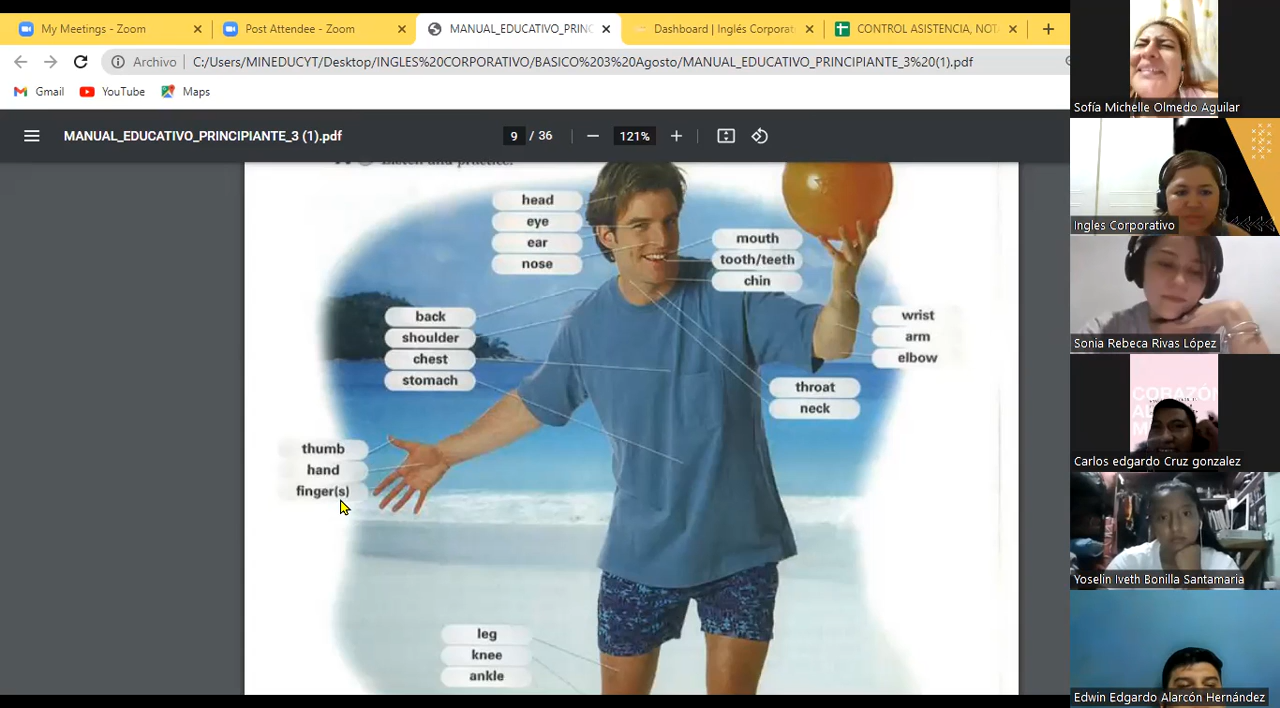 My Meetings - Zoom
Post Attendee - Zoom
MANUAL_EDUCATIVO_PRINC
Dashboard | Inglés Corporat
CONTROL ASISTENCIA, NOT
Archivo
C:/Users/MINEDUCYT/Desktop/INGLES%20CORPORATIVO/BASICO%203%20Agosto/MANUAL_EDUCATIVO_PRINCIPIANTE_3%20(1).pdf
Gmail
YouTube
Maps
MANUAL_EDUCATIVO_PRINCIPIANTE_3 (1).pdf
9 / 36
121%
Listen and practice.
head
eye
ear
nose
mouth
tooth/teeth
chin
back
shoulder
chest
stomach
wrist
arm
elbow
throat
neck
thumb
hand
finger(s)
leg
knee
ankle
Sofía Michelle Olmedo Aguilar
Ingles Corporativo
Sonia Rebeca Rivas López
Carlos edgardo Cruz gonzalez
Yoselin Iveth Bonilla Santamaria
Edwin Edgardo Alarcón Hernández